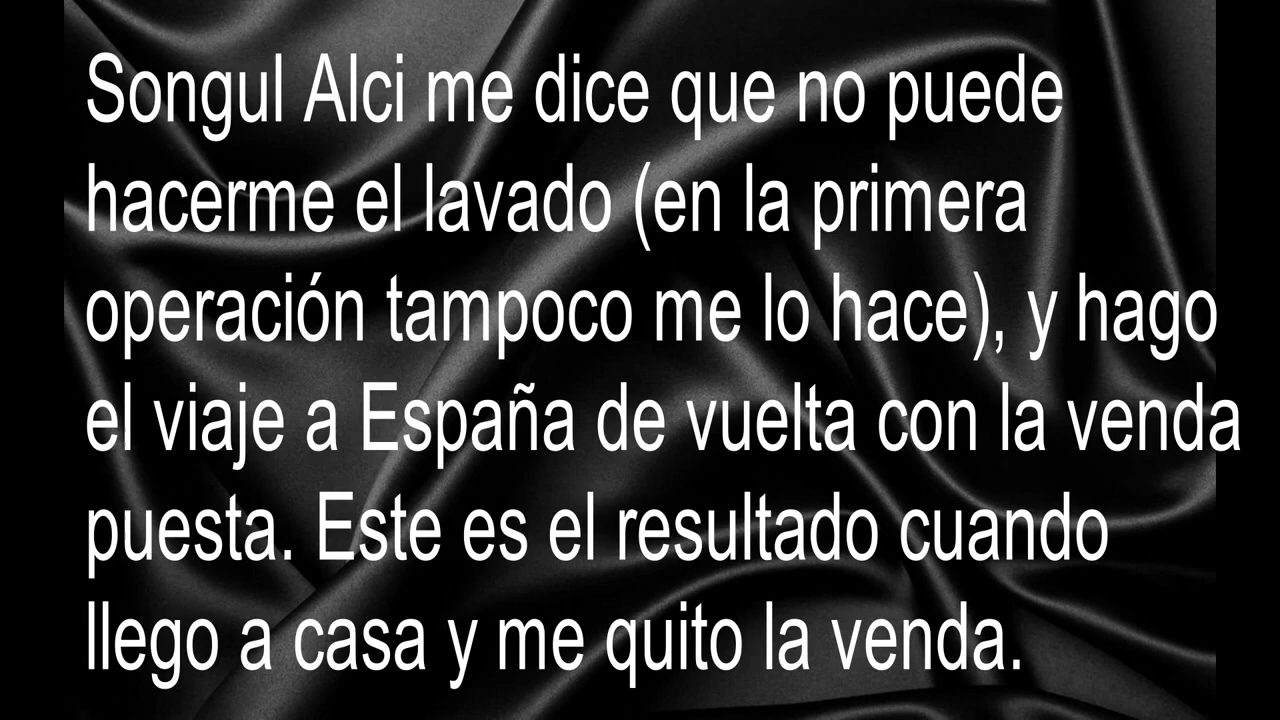 Songul Alci me dice que no puede
hacerme el lavado (en la primera
operación tampoco me lo hace), y hago
el viaje a España de vuelta con la venda
puesta. Este es el resultado cuando
llego a casa y me quito la venda.